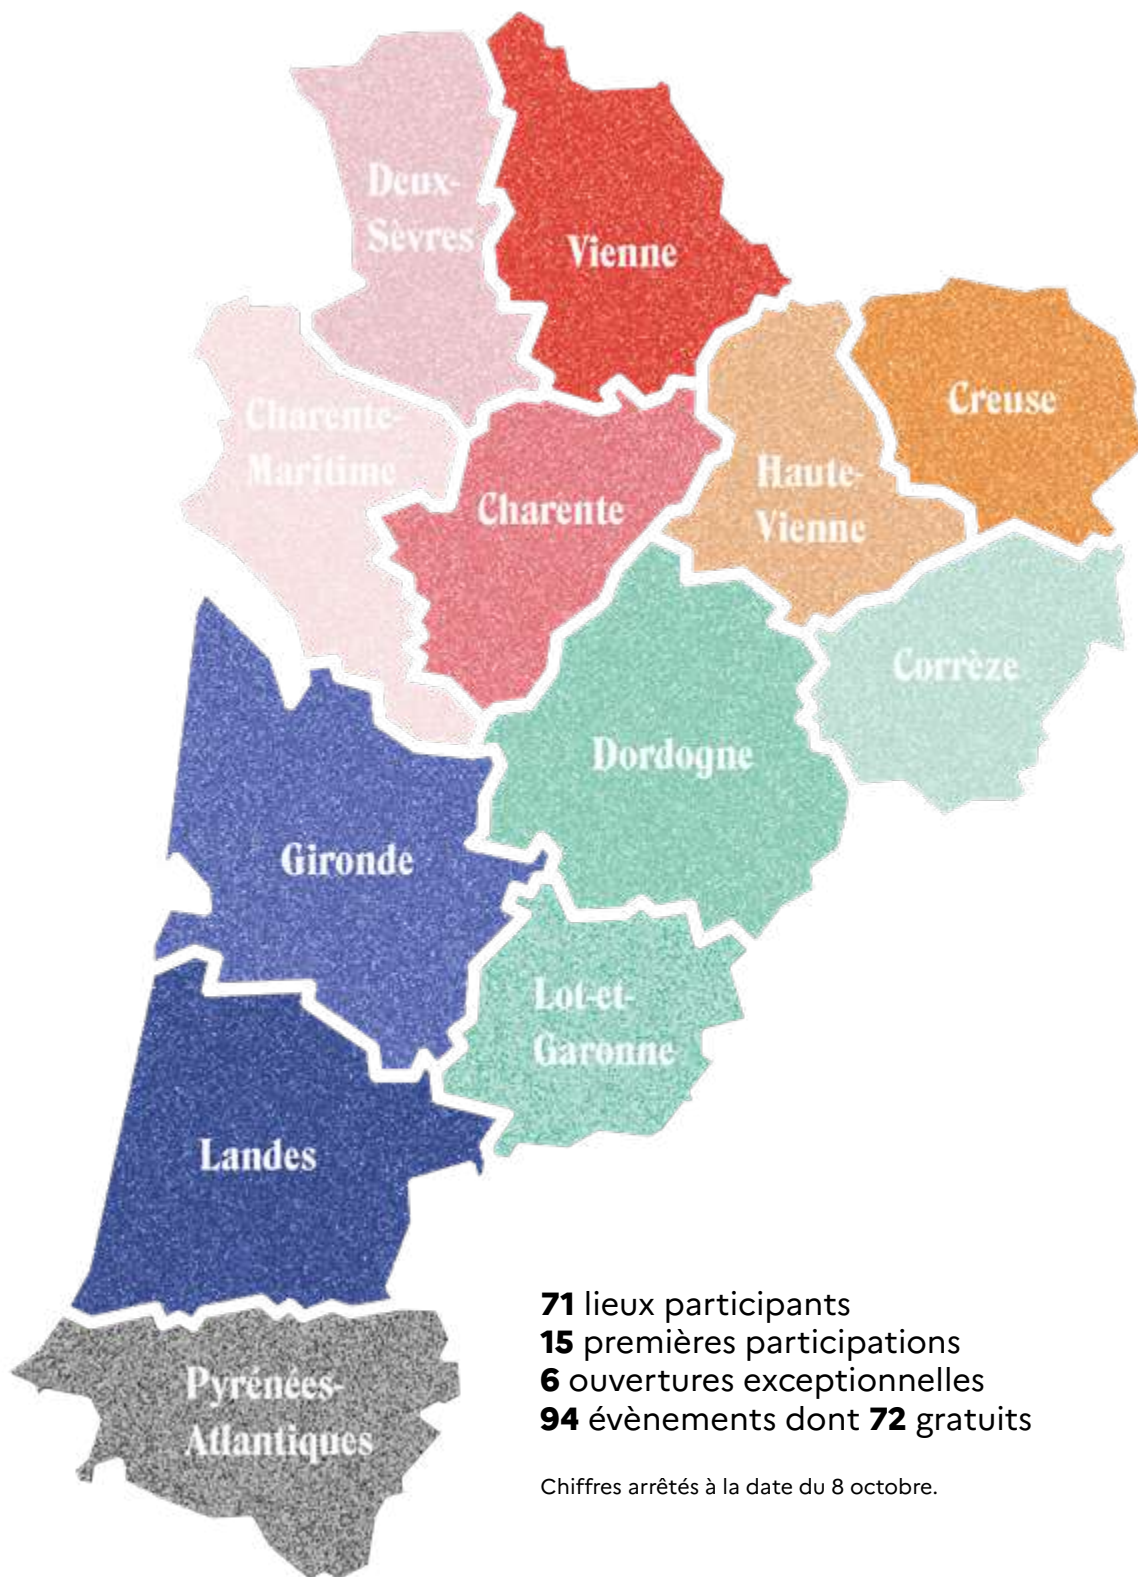 Deux-
Sèvres
Vienne
Charente-
Maritime
Creuse
Haute-
Vienne
Charente
Corrèze
Dordogne
Gironde
Lot-et-
Garonne
Landes
Pyrénées-
Atlantiques
71 lieux participants
15 premières participations
6 ouvertures exceptionnelles
94 évènements dont 72 gratuits
Chiffres arrêtés à la date du 8 octobre.